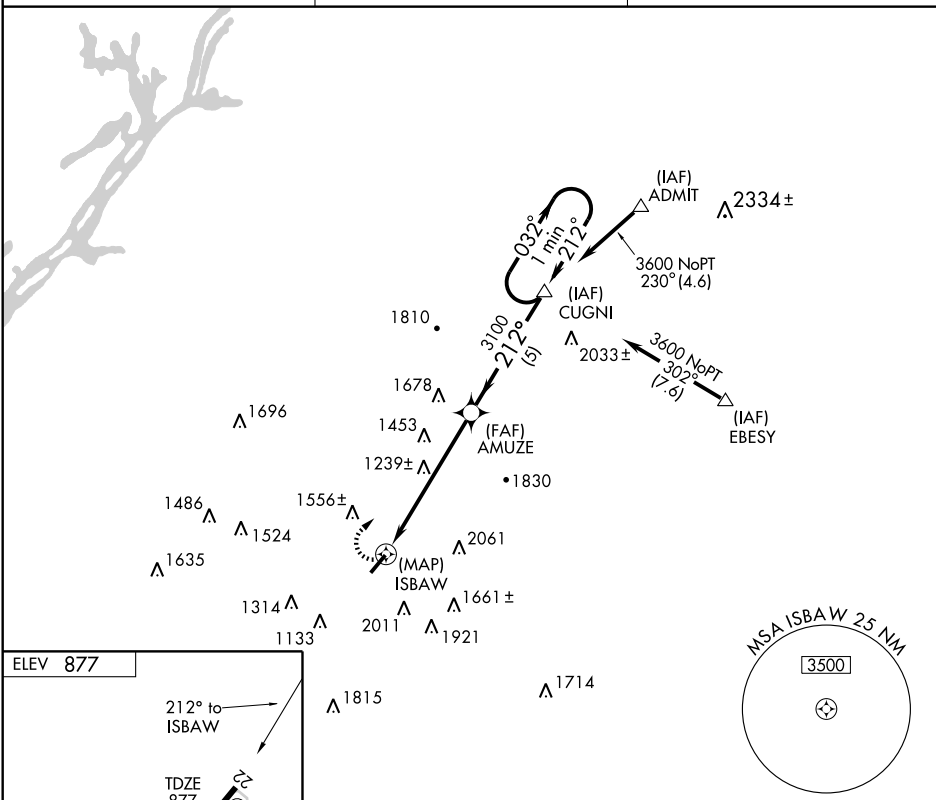 (IAF)
ADMIT
2334±
032°
1 min
212°
3600 NoPT
230° (4.6)
(IAF)
CUGNI
1810
3100
212°
(5)
2033±
3600 NoPT
302°
(7.6)
1678
(IAF)
EBESY
1696
1453
(FAF)
AMUZE
1239±
1830
1556±
1486
1524
2061
1635
(MAP)
ISBAW
1314
1661±
2011
1133
1921
MSA ISBAW 25 NM
3500
ELEV 877
1714
1815
212° to
ISBAW
TDZE
877
22